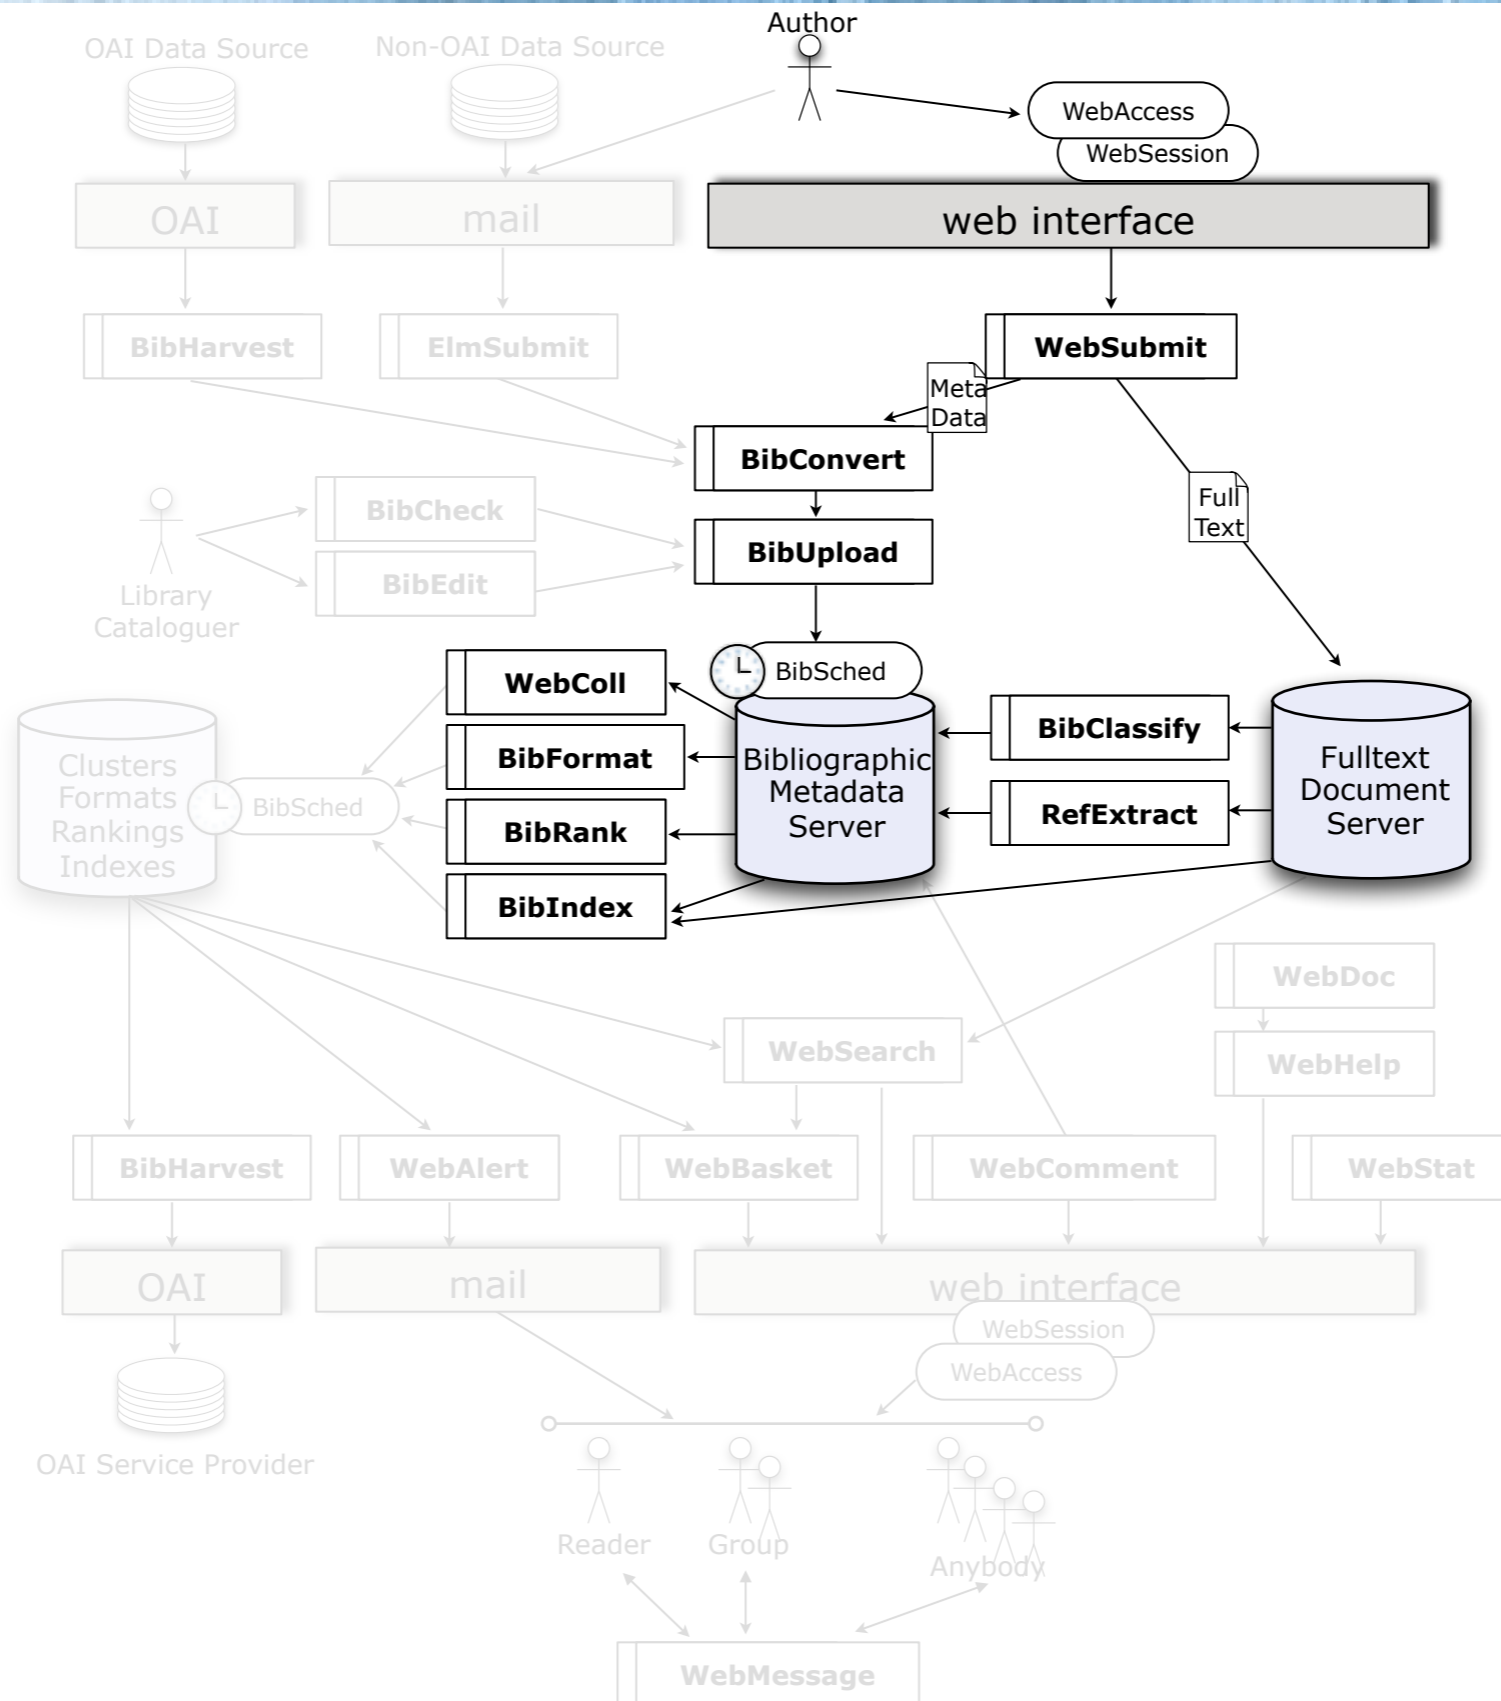 Author
OAI Data Source
Non-OAI Data Source
WebAccess
WebSession
OAI
mail
web interface
BibHarvest
ElmSubmit
WebSubmit
Meta
Data
BibConvert
Full
Text
BibCheck
BibUpload
BibEdit
Library
Cataloguer
BibSched
WebColl
BibClassify
BibFormat
Bibliographic
Metadata
Server
Fulltext
Document
Server
Clusters
Formats
Rankings
Indexes
BibSched
BibRank
RefExtract
BibIndex
WebDoc
WebSearch
WebHelp
BibHarvest
WebAlert
WebBasket
WebComment
WebStat
OAI
mail
web interface
WebSession
WebAccess
OAI Service Provider
Reader
Group
Anybody
WebMessage